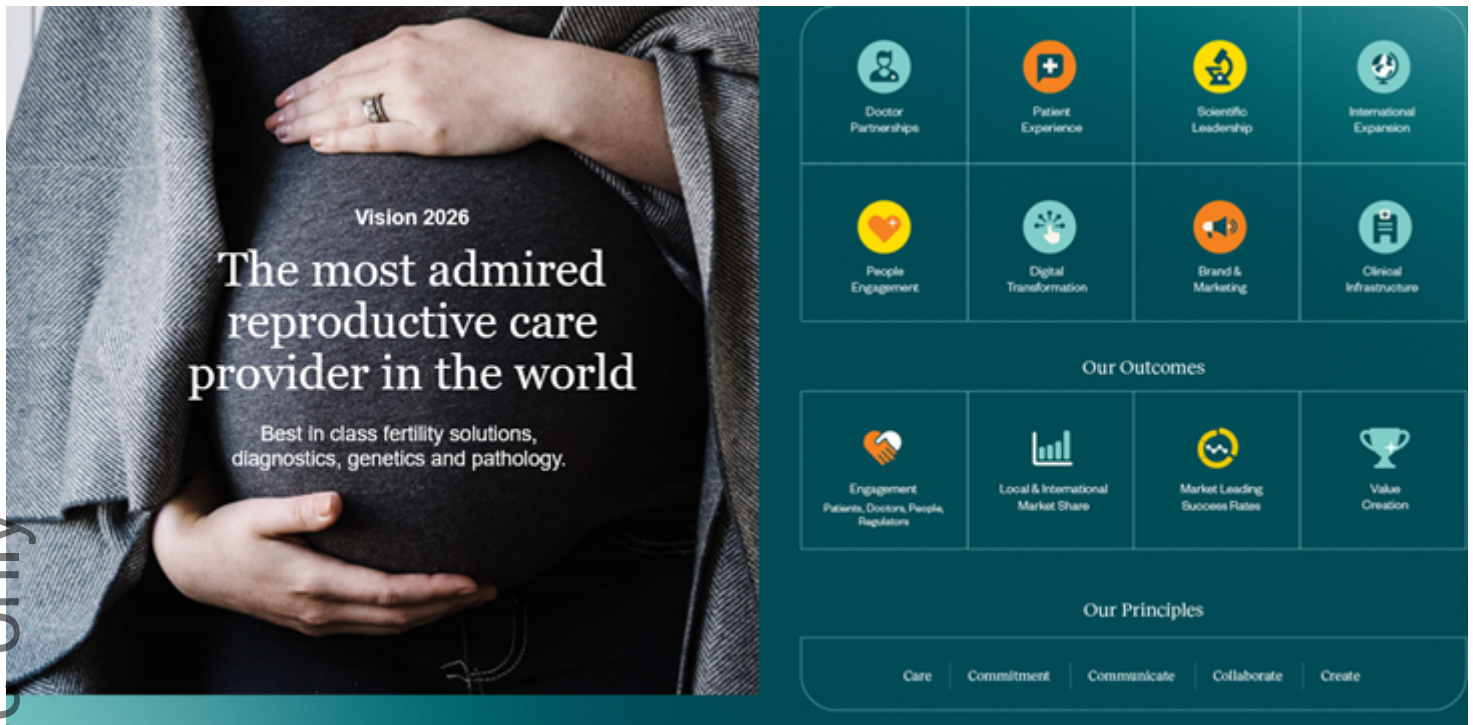 Vision 2026
The most admired
reproductive care
provider in the world
Best in class fertility solutions,
diagnostics, genetics and pathology.
Doctor
Partnerships
Patient
Experience
Scientific
Leadership
International
Expansion
People
Engagement
Digital
Transformation
Brand &
Marketing
Clinical
Infrastructure
Our Outcomes
Engagement
Patients, Doctors, People,
Regulators
Local & International
Market Share
Market Leading
Success Rates
Value
Creation
Our Principles
Care
Commitment
Communicate
Collaborate
Create